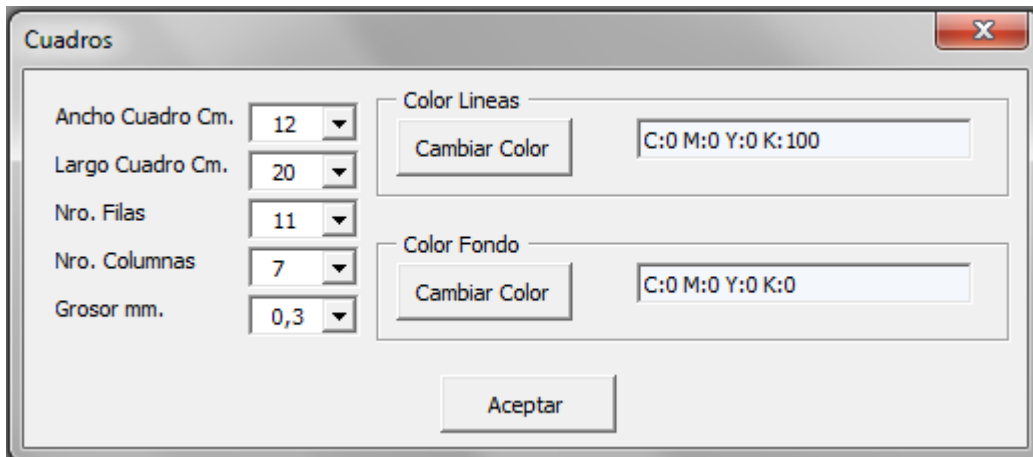 Cuadros
Ancho Cuadro Cm. 12
Largo Cuadro Cm. 20
Nro. Filas 11
Nro. Columnas 7
Grosor mm. 0,3
Color Lineas
Cambiar Color C:0 M:0 Y:0 K:100
Color Fondo
Cambiar Color C:0 M:0 Y:0 K:0
Aceptar